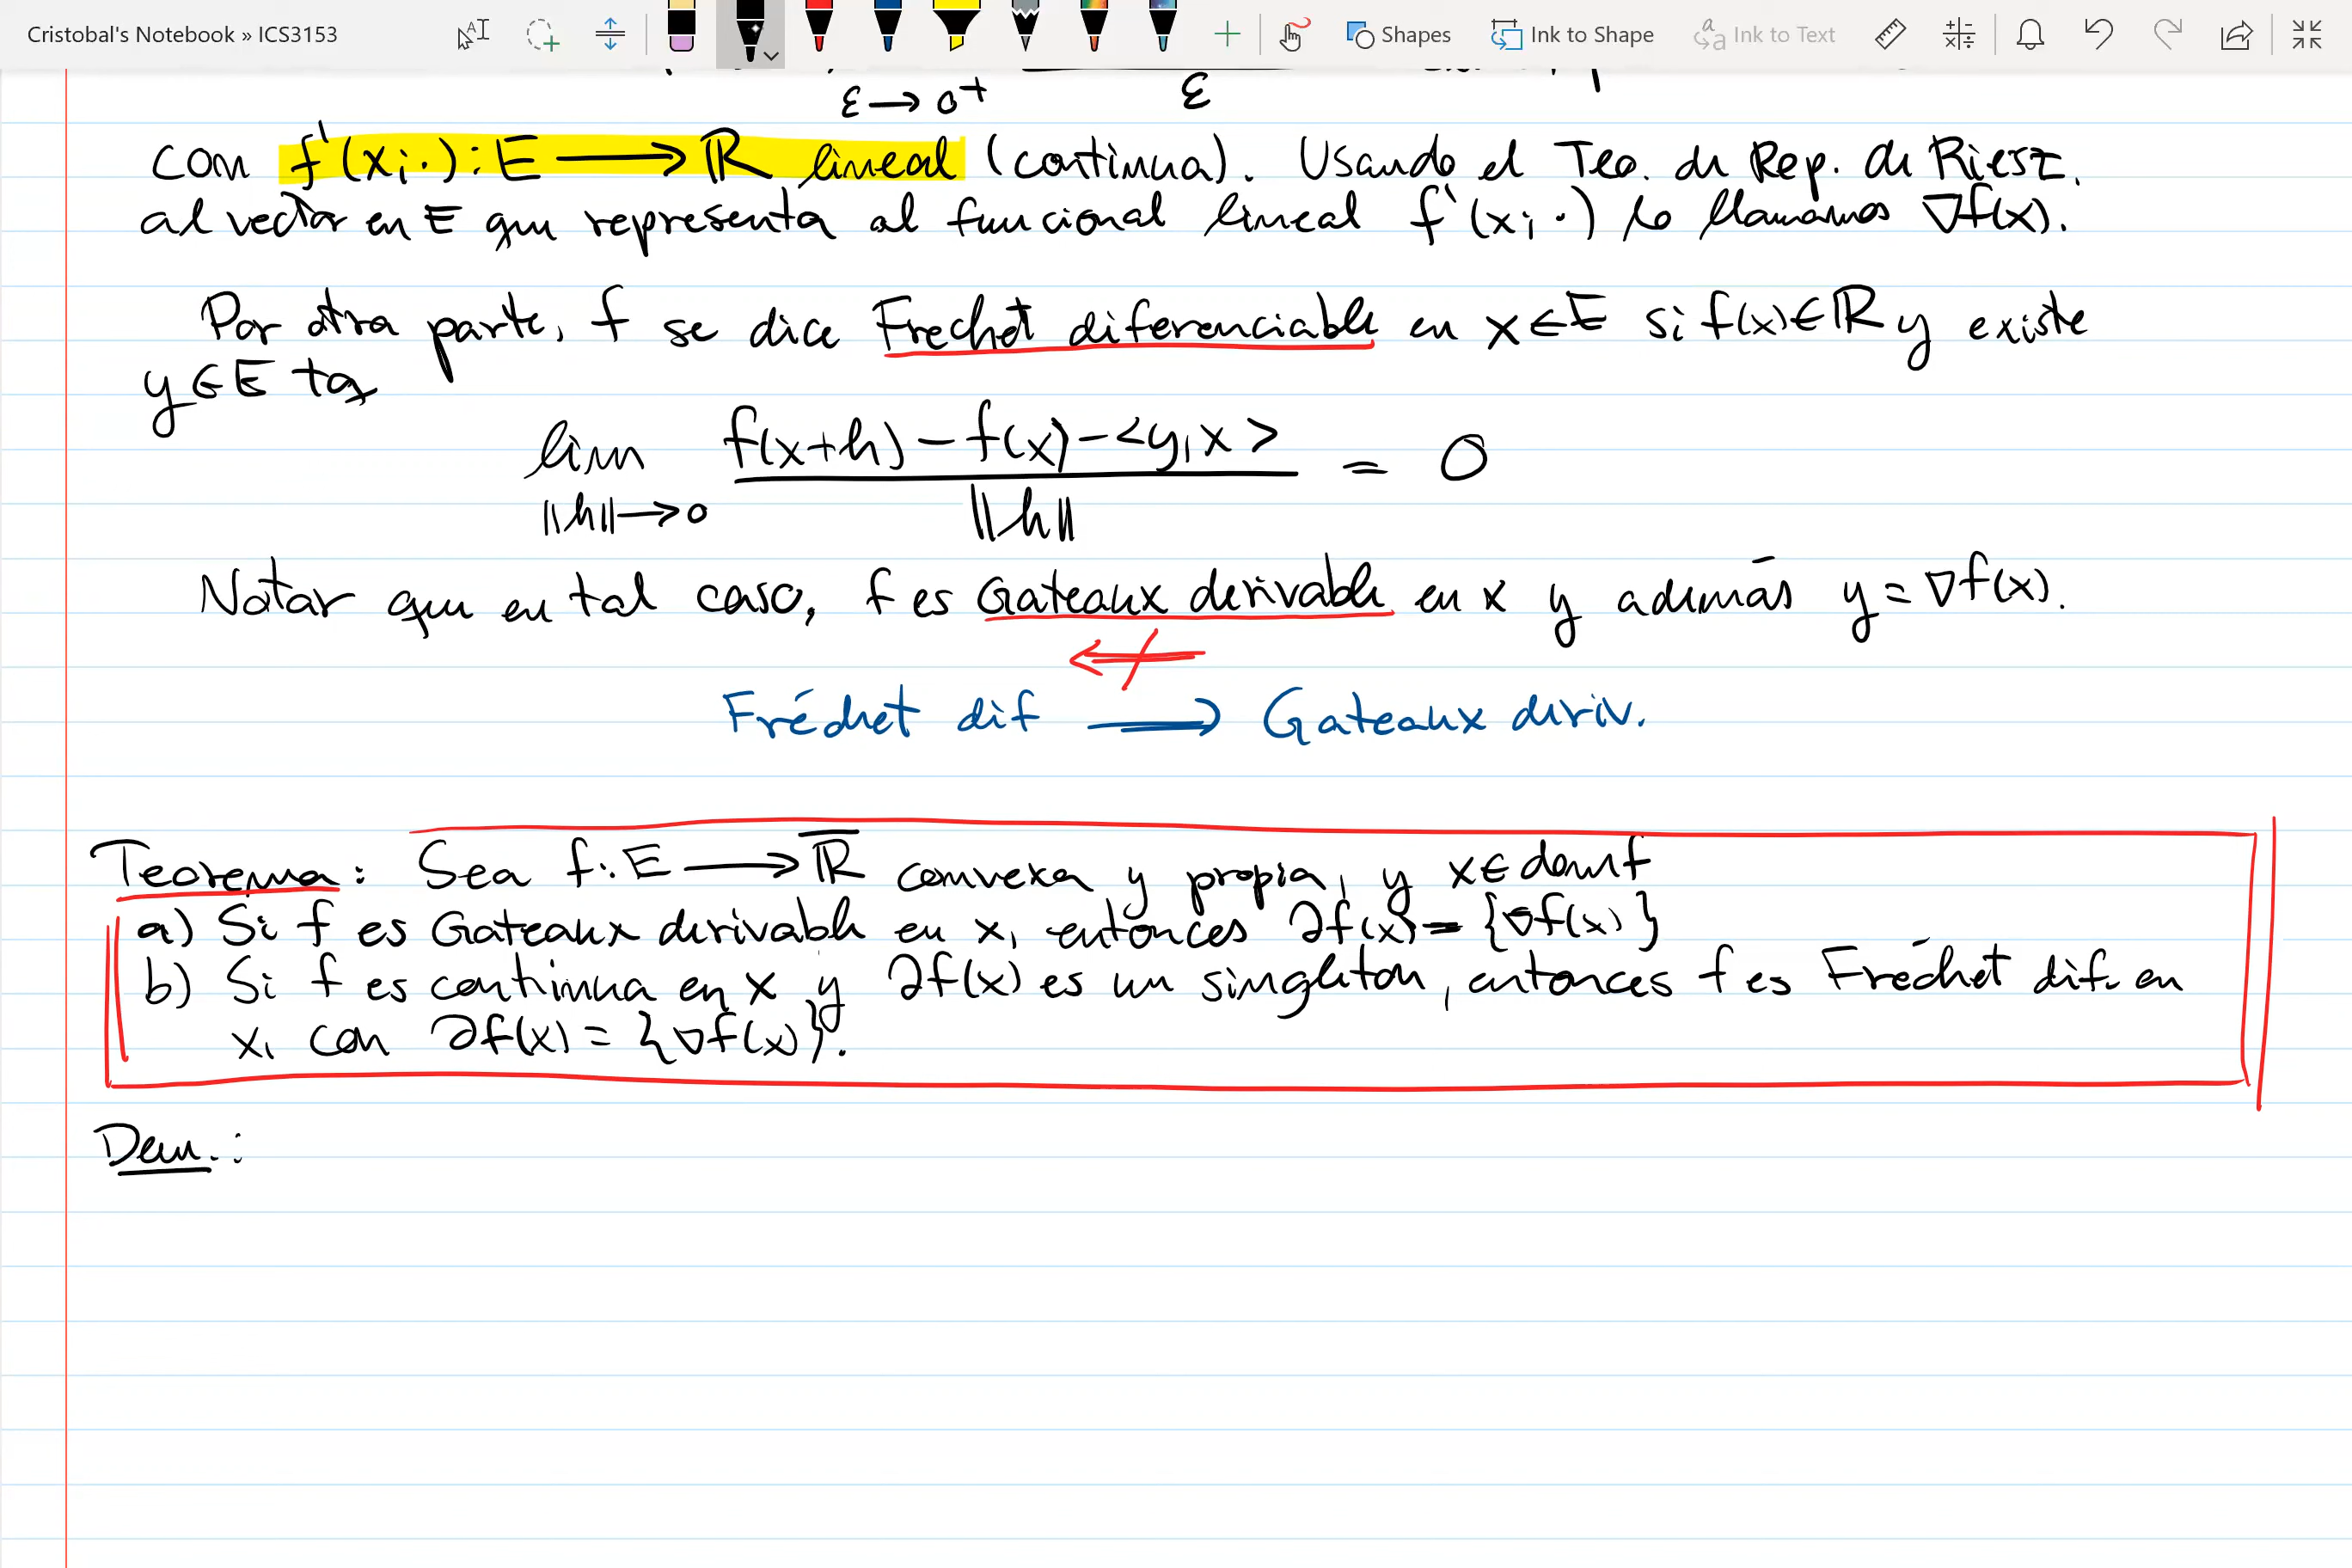 Cristobal's Notebook » ICS3153
Shapes
Ink to Shape
Ink to Text
ε → 0+ ε
con f'(x;·): E → ℝ lineal (continua). Usando el Teo. de Rep. de Riesz,
al vector en E que representa al funcional lineal f'(x;·) lo llamamos ∇f(x).
Por otra parte, f se dice Frechet diferenciable en x∈E si f(x)∈ℝ y existe
y∈E tq
lim f(x+h) - f(x) - <y,x> = 0
||h||→0 ||h||
Notar que en tal caso, f es Gateaux derivable en x y además y = ∇f(x).
Fréchet dif → Gateaux deriv.
Teorema: Sea f: E → ℝ̅ convexa y propia, y x∈domf
a) Si f es Gateaux derivable en x, entonces ∂f(x) = {∇f(x)}
b) Si f es continua en x y ∂f(x) es un singleton, entonces f es Fréchet dif. en
x, con ∂f(x) = {∇f(x)}.
Dem.: